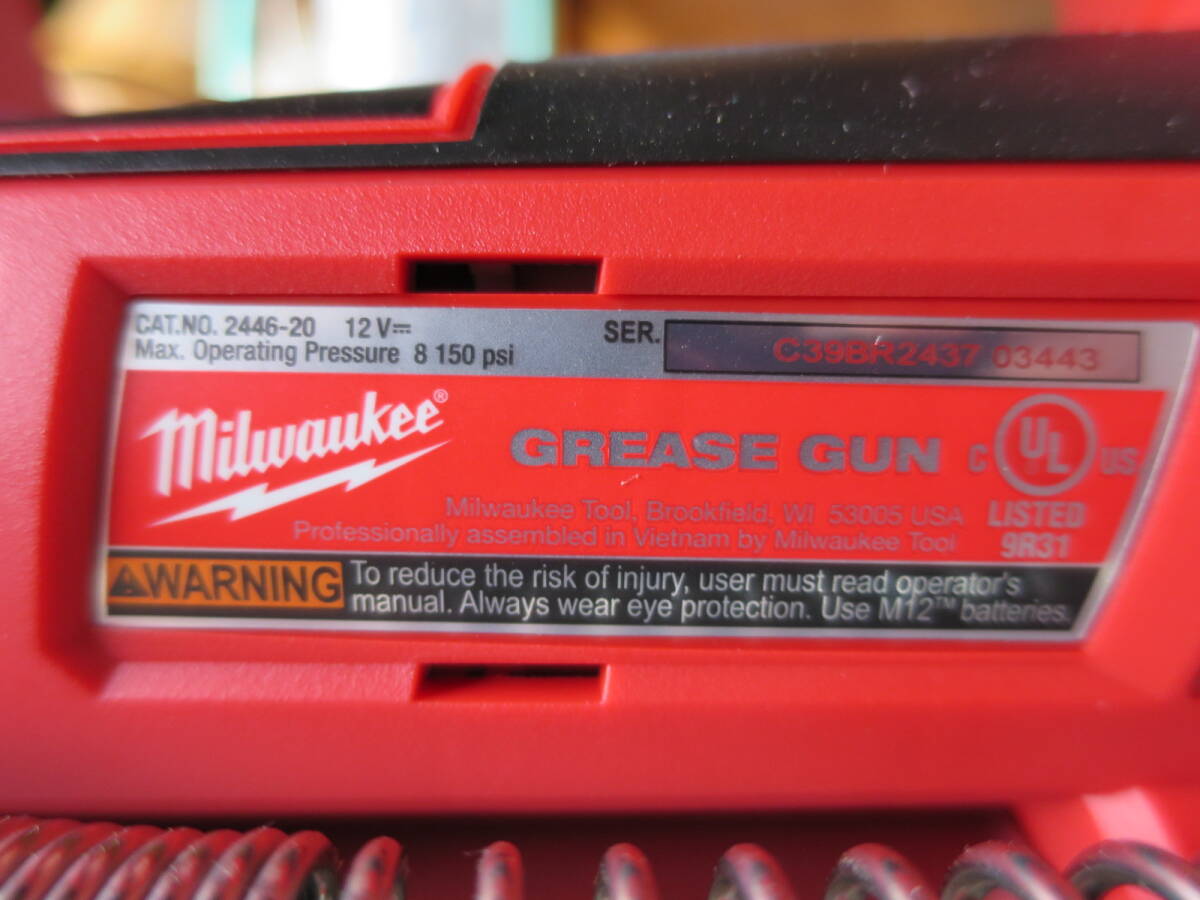 CAT.NO. 2446-20 12 V⎓
Max. Operating Pressure 8 150 psi
SER. C39BR2437 03443
Milwaukee®
GREASE GUN
C UL US
LISTED
9R31
Milwaukee Tool, Brookfield, WI 53005 USA
Professionally assembled in Vietnam by Milwaukee Tool
WARNING
To reduce the risk of injury, user must read operator's
manual. Always wear eye protection. Use M12™ batteries.